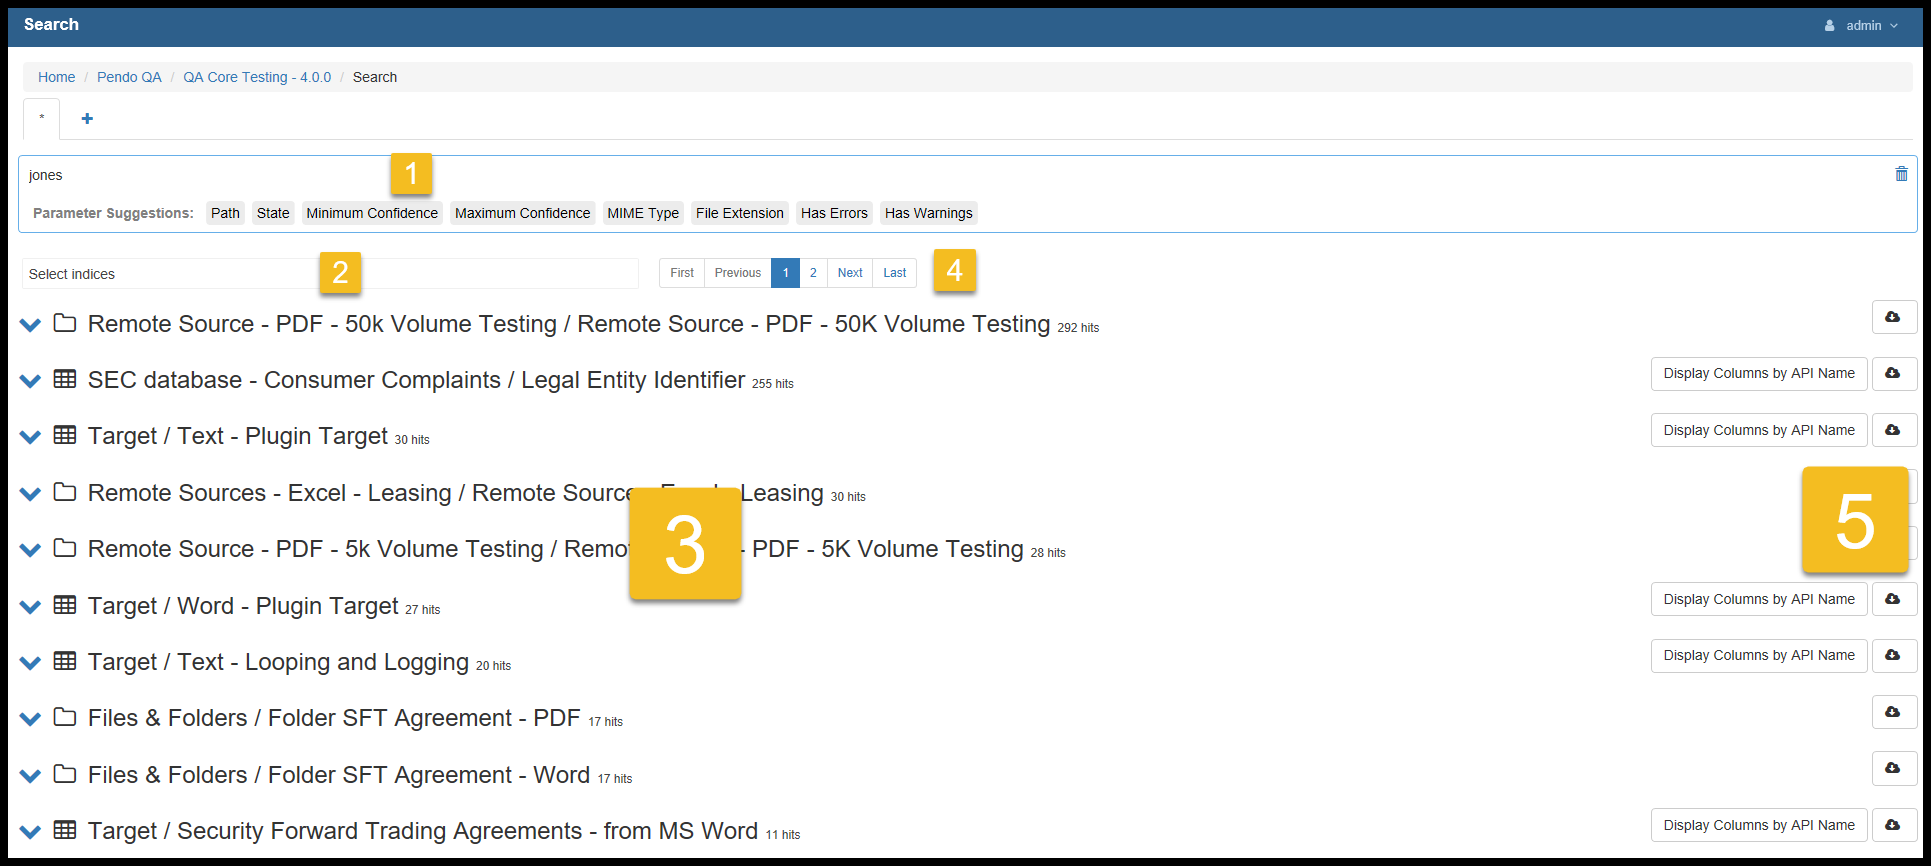 Search
admin
Home / Pendo QA / QA Core Testing - 4.0.0 / Search
*
+
jones
1
Parameter Suggestions: Path State Minimum Confidence Maximum Confidence MIME Type File Extension Has Errors Has Warnings
Select indices
2
First Previous 1 2 Next Last
4
Remote Source - PDF - 50k Volume Testing / Remote Source - PDF - 50K Volume Testing 292 hits
SEC database - Consumer Complaints / Legal Entity Identifier 255 hits
Display Columns by API Name
Target / Text - Plugin Target 30 hits
Display Columns by API Name
Remote Sources - Excel - Leasing / Remote Source Leasing 30 hits
3
5
Remote Source - PDF - 5k Volume Testing / - PDF - 5K Volume Testing 28 hits
Target / Word - Plugin Target 27 hits
Display Columns by API Name
Target / Text - Looping and Logging 20 hits
Display Columns by API Name
Files & Folders / Folder SFT Agreement - PDF 17 hits
Files & Folders / Folder SFT Agreement - Word 17 hits
Target / Security Forward Trading Agreements - from MS Word 11 hits
Display Columns by API Name